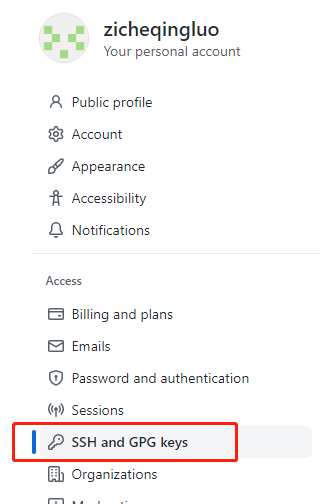 zicheqingluo
Your personal account
Public profile
Account
Appearance
Accessibility
Notifications
Access
Billing and plans
Emails
Password and authentication
Sessions
SSH and GPG keys
Organizations